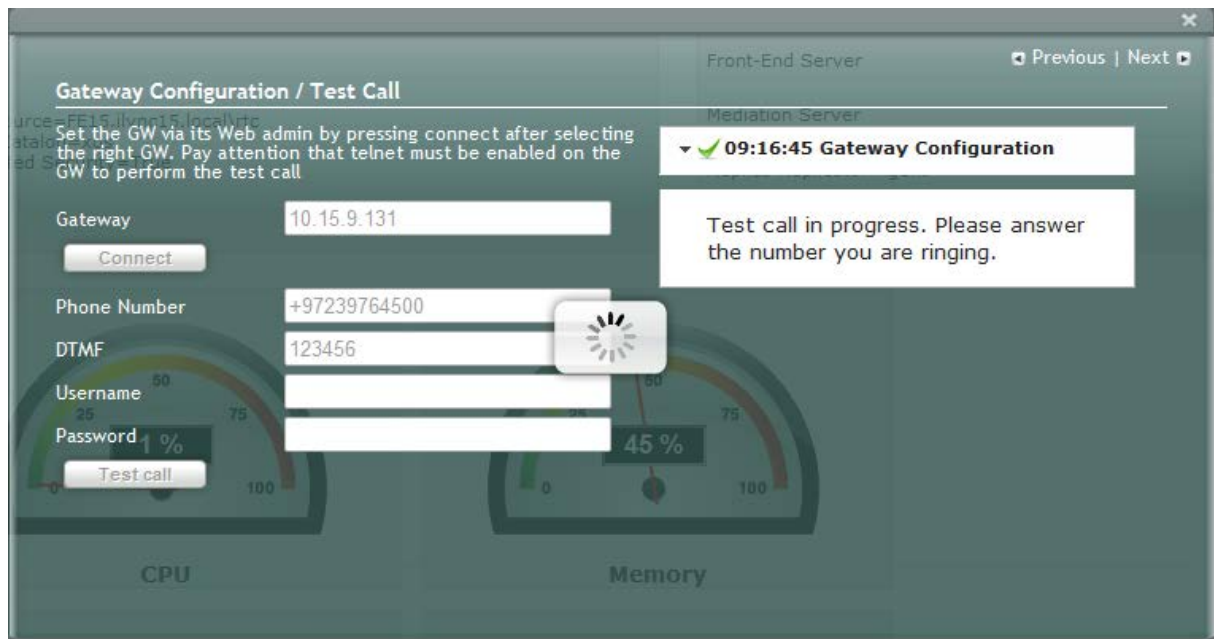 Front-End Server
Previous | Next
Gateway Configuration / Test Call
Mediation Server
Set the GW via its Web admin by pressing connect after selecting
the right GW. Pay attention that telnet must be enabled on the
GW to perform the test call
09:16:45 Gateway Configuration
Gateway
10.15.9.131
Test call in progress. Please answer
the number you are ringing.
Connect
Phone Number
+97239764500
DTMF
123456
Username
Password
Test call
50
25
75
1 %
0
100
50
25
75
45 %
0
100
CPU
Memory